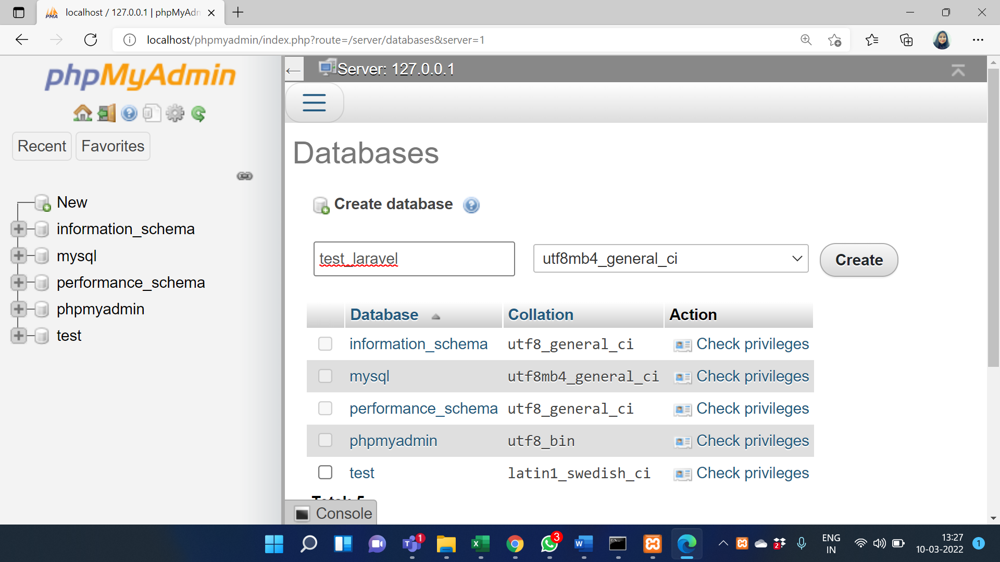 localhost / 127.0.0.1 | phpMyAdn
localhost/phpmyadmin/index.php?route=/server/databases&server=1
phpMyAdmin
Recent
Favorites
New
information_schema
mysql
performance_schema
phpmyadmin
test
Server: 127.0.0.1
Databases
Create database
test_laravel
utf8mb4_general_ci
Create
Database Collation Action
information_schema utf8_general_ci Check privileges
mysql utf8mb4_general_ci Check privileges
performance_schema utf8_general_ci Check privileges
phpmyadmin utf8_bin Check privileges
test latin1_swedish_ci Check privileges
Total: 5
Console
1
3
2
ENG
IN
13:27
10-03-2022
1